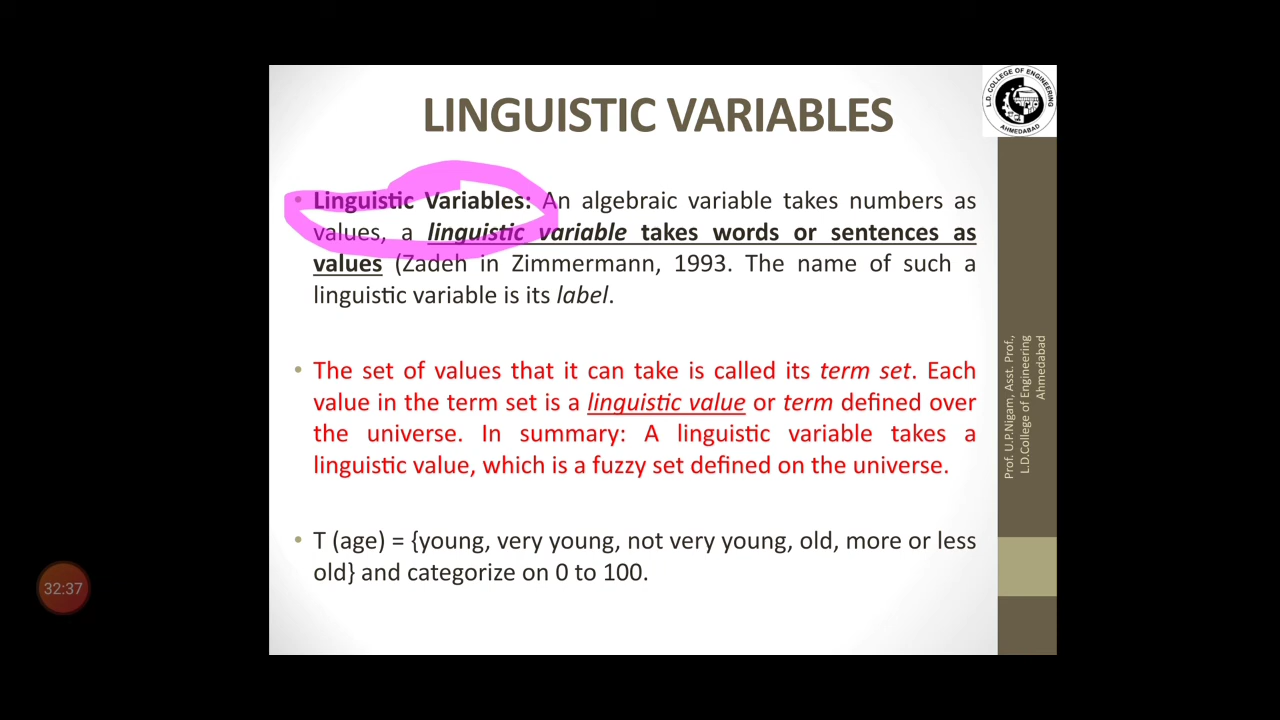 LINGUISTIC VARIABLES
L.D. COLLEGE OF ENGINEERING
AHMEDABAD
• Linguistic Variables: An algebraic variable takes numbers as
values, a linguistic variable takes words or sentences as
values (Zadeh in Zimmermann, 1993. The name of such a
linguistic variable is its label.
• The set of values that it can take is called its term set. Each
value in the term set is a linguistic value or term defined over
the universe. In summary: A linguistic variable takes a
linguistic value, which is a fuzzy set defined on the universe.
• T (age) = {young, very young, not very young, old, more or less
old} and categorize on 0 to 100.
Prof. U.P.Nigam, Asst. Prof.,
L.D.College of Engineering
Ahmedabad
32:37